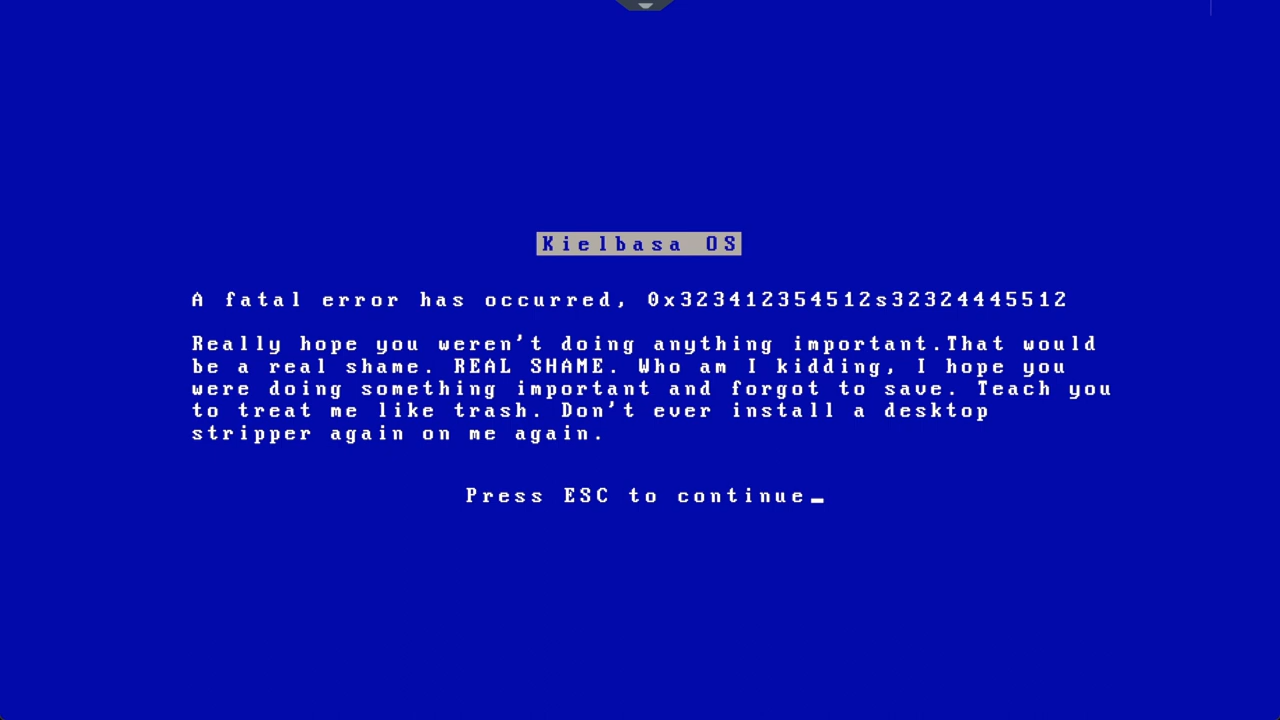 Kielbasa OS
A fatal error has occurred, 0x323412354512s32324445512
Really hope you weren't doing anything important.That would
be a real shame. REAL SHAME. Who am I kidding, I hope you
were doing something important and forgot to save. Teach you
to treat me like trash. Don't ever install a desktop
stripper again on me again.
Press ESC to continue_